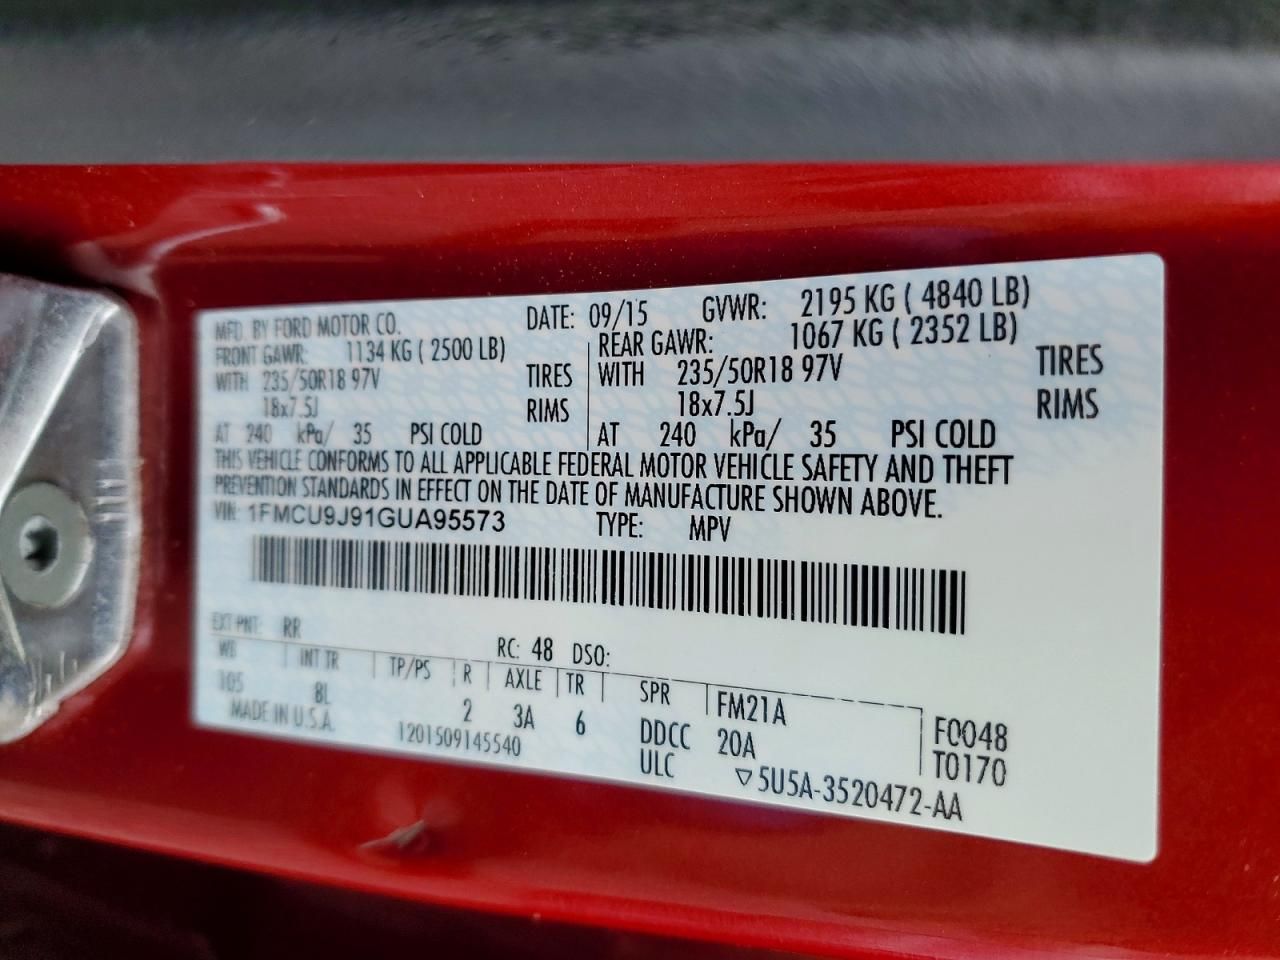 MFD. BY FORD MOTOR CO. DATE: 09/15 GVWR: 2195 KG ( 4840 LB)
FRONT GAWR: 1134 KG ( 2500 LB) REAR GAWR: 1067 KG ( 2352 LB)
WITH 235/50R18 97V TIRES WITH 235/50R18 97V TIRES
18x7.5J RIMS 18x7.5J RIMS
AT 240 kPa/ 35 PSI COLD AT 240 kPa/ 35 PSI COLD
THIS VEHICLE CONFORMS TO ALL APPLICABLE FEDERAL MOTOR VEHICLE SAFETY AND THEFT
PREVENTION STANDARDS IN EFFECT ON THE DATE OF MANUFACTURE SHOWN ABOVE.
VIN: 1FMCU9J91GUA95573 TYPE: MPV
EXT PNT: RR RC: 48 DSO:
WB INT TR TP/PS R AXLE TR SPR FM21A F0048
105 8L 2 3A 6 DDCC 20A T0170
MADE IN U.S.A. 1201509145540 ULC ▽5U5A-3520472-AA